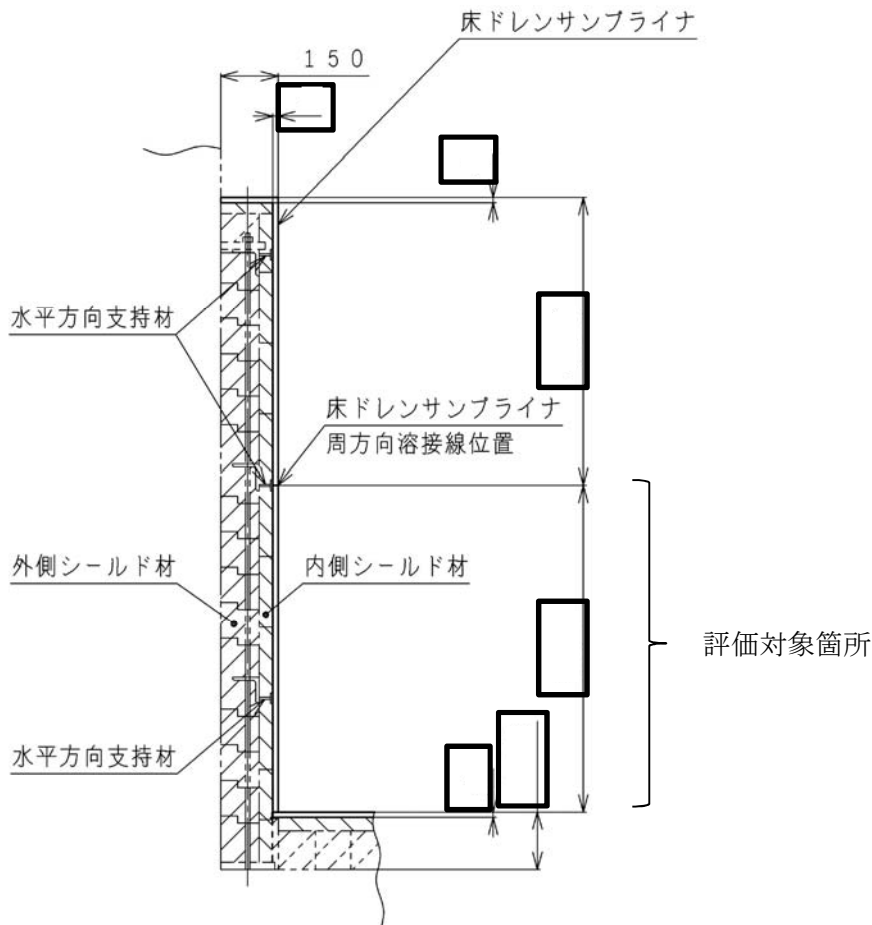 床ドレンサンプライナ
１５０
水平方向支持材
床ドレンサンプライナ
周方向溶接線位置
外側シールド材
内側シールド材
評価対象箇所
水平方向支持材